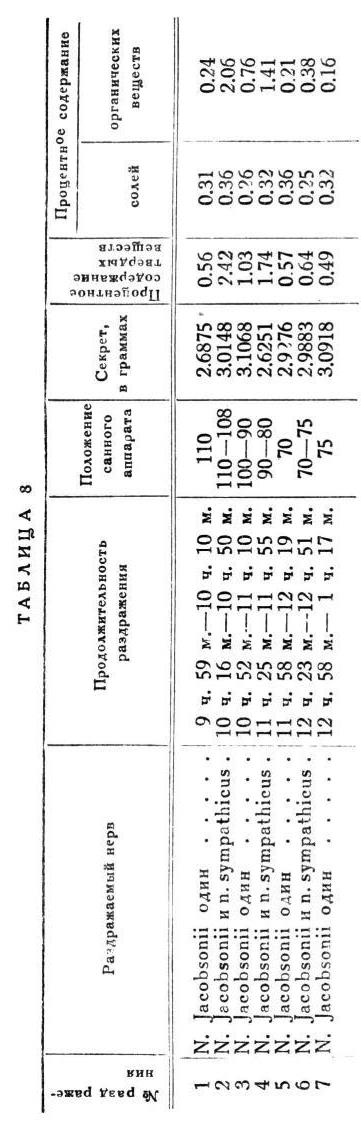 ТАБЛИЦА 8
№ раздраже-
ния
Раздражаемый нерв
Продолжительность
раздражения
Положение
санного
аппарата
Секрет,
в граммах
Процентное
содержание
твердых
веществ
Процентное содержание
солей
органических
веществ
1 N. Jacobsonii один . . . . . 9 ч. 59 м.—10 ч. 10 м. 110 2.6875 0.56 0.31 0.24
2 N. Jacobsonii и n. sympathicus . 10 ч. 16 м.—10 ч. 50 м. 110—108 3.0148 2.42 0.36 2.06
3 N. Jacobsonii один . . . . . 10 ч. 52 м.—11 ч. 10 м. 100—90 3.1068 1.03 0.26 0.76
4 N. Jacobsonii и n. sympathicus . 11 ч. 25 м.—11 ч. 55 м. 90—80 2.6251 1.74 0.32 1.41
5 N. Jacobsonii один . . . . . 11 ч. 58 м.—12 ч. 19 м. 70 2.9276 0.57 0.36 0.21
6 N. Jacobsonii и n. sympathicus . 12 ч. 23 м.—12 ч. 51 м. 70—75 2.9883 0.64 0.25 0.38
7 N. Jacobsonii один . . . . . 12 ч. 58 м.— 1 ч. 17 м. 75 3.0918 0.49 0.32 0.16